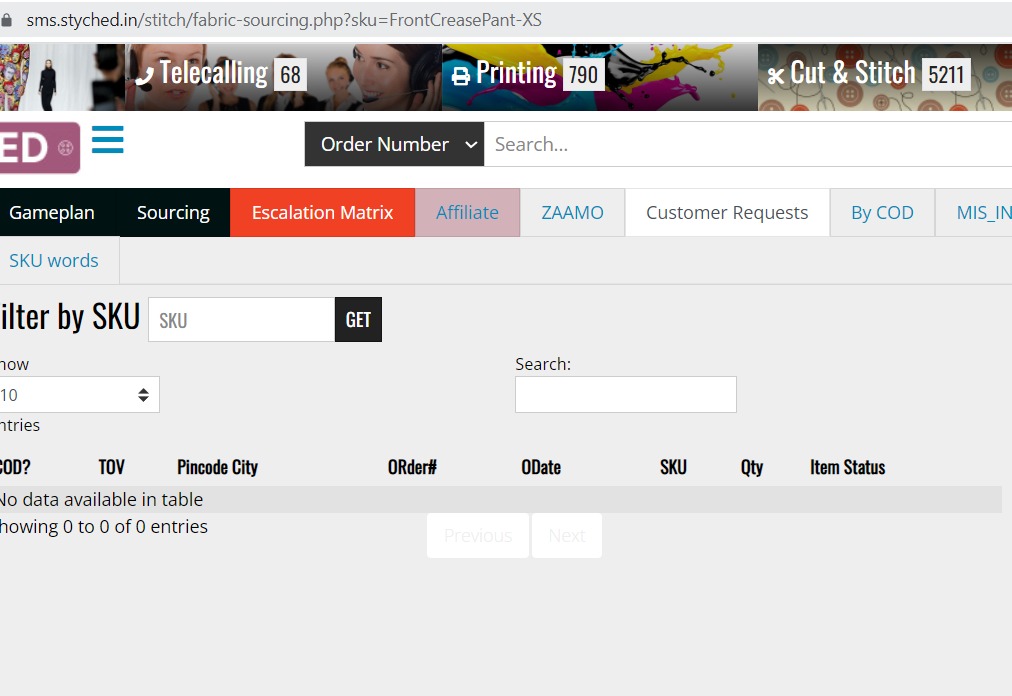 sms.styched.in/stitch/fabric-sourcing.php?sku=FrontCreasePant-XS
Telecalling 68 Printing 790 Cut & Stitch 5211
ED
Order Number Search...
Gameplan Sourcing Escalation Matrix Affiliate ZAAMO Customer Requests By COD MIS_IN
SKU words
ilter by SKU SKU GET
how Search:
10
ntries
COD? TOV Pincode City ORder# ODate SKU Qty Item Status
No data available in table
howing 0 to 0 of 0 entries
Previous Next